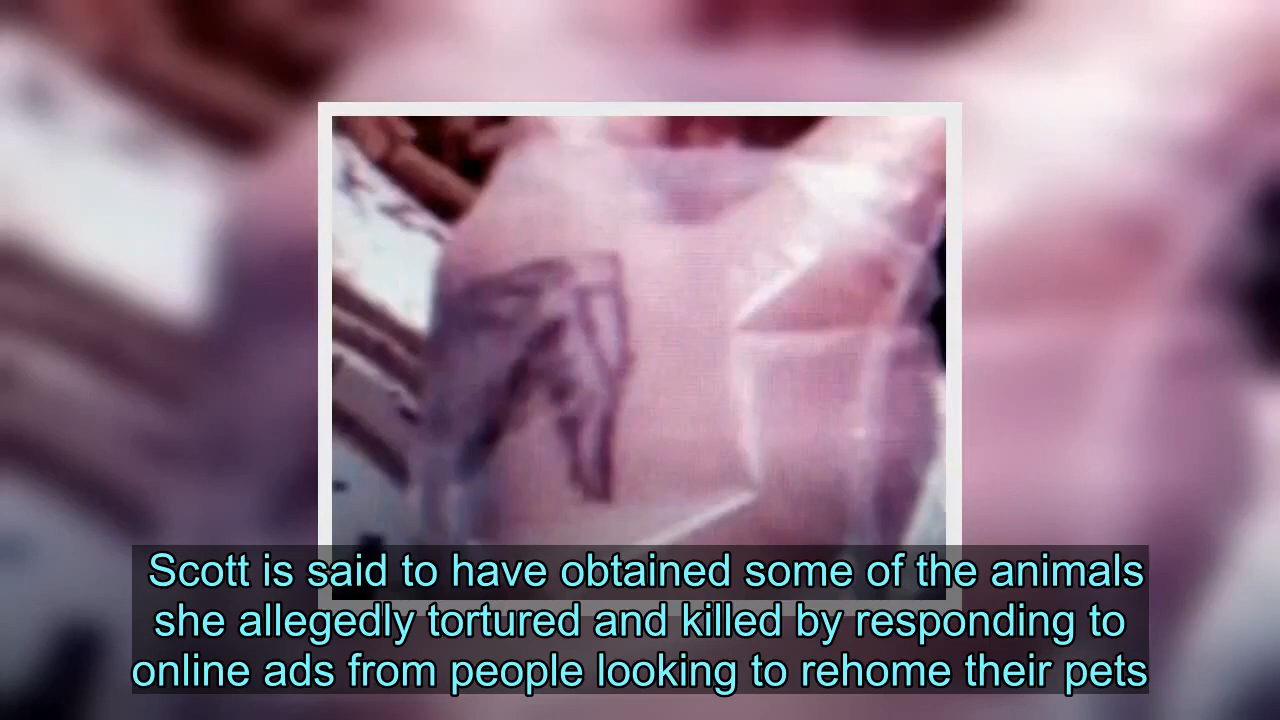 Scott is said to have obtained some of the animals
she allegedly tortured and killed by responding to
online ads from people looking to rehome their pets